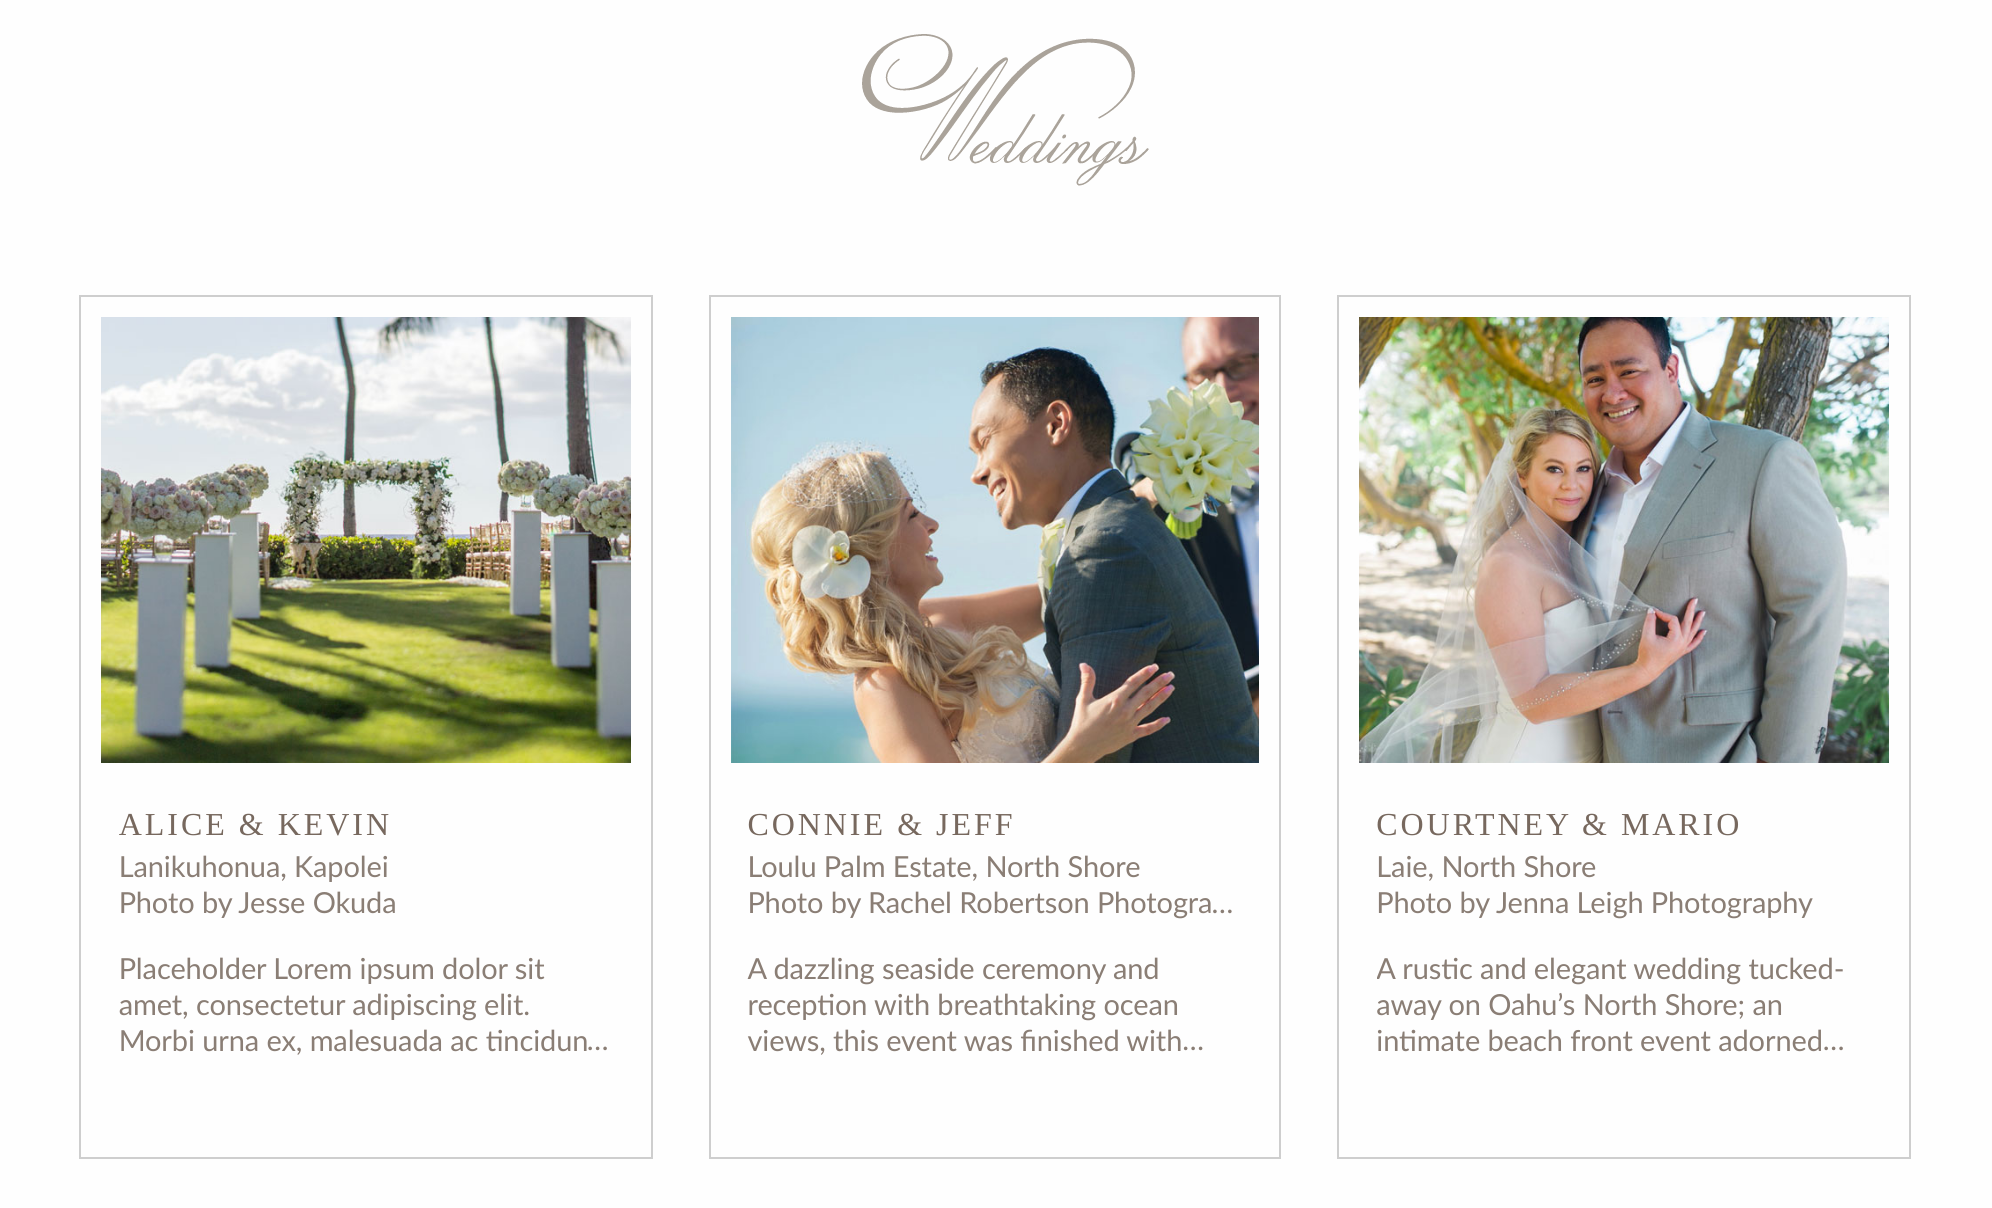 Weddings
ALICE & KEVIN
Lanikuhonua, Kapolei
Photo by Jesse Okuda
Placeholder Lorem ipsum dolor sit
amet, consectetur adipiscing elit.
Morbi urna ex, malesuada ac tincidun...
CONNIE & JEFF
Loulu Palm Estate, North Shore
Photo by Rachel Robertson Photogra...
A dazzling seaside ceremony and
reception with breathtaking ocean
views, this event was finished with...
COURTNEY & MARIO
Laie, North Shore
Photo by Jenna Leigh Photography
A rustic and elegant wedding tucked-
away on Oahu’s North Shore; an
intimate beach front event adorned...